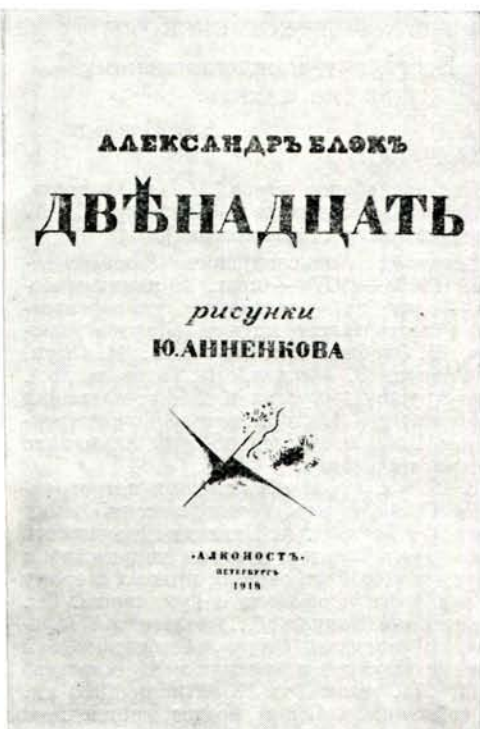 АЛЕКСАНДРЪ БЛОКЪ
ДВѢНАДЦАТЬ
рисунки
Ю. АННЕНКОВА
·АЛКОНОСТЪ·
ПЕТЕРБУРГЪ
1918